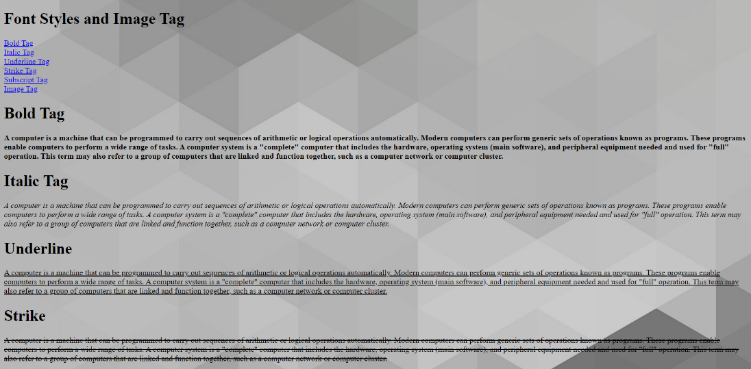 Font Styles and Image Tag
Bold Tag
Italic Tag
Underline Tag
Strike Tag
Subscript Tag
Image Tag
Bold Tag
A computer is a machine that can be programmed to carry out sequences of arithmetic or logical operations automatically. Modern computers can perform generic sets of operations known as programs. These programs
enable computers to perform a wide range of tasks. A computer system is a "complete" computer that includes the hardware, operating system (main software), and peripheral equipment needed and used for "full"
operation. This term may also refer to a group of computers that are linked and function together, such as a computer network or computer cluster.
Italic Tag
A computer is a machine that can be programmed to carry out sequences of arithmetic or logical operations automatically. Modern computers can perform generic sets of operations known as programs. These programs enable
computers to perform a wide range of tasks. A computer system is a "complete" computer that includes the hardware, operating system (main software), and peripheral equipment needed and used for "full" operation. This term may
also refer to a group of computers that are linked and function together, such as a computer network or computer cluster.
Underline
A computer is a machine that can be programmed to carry out sequences of arithmetic or logical operations automatically. Modern computers can perform generic sets of operations known as programs. These programs enable
computers to perform a wide range of tasks. A computer system is a "complete" computer that includes the hardware, operating system (main software), and peripheral equipment needed and used for "full" operation. This term may
also refer to a group of computers that are linked and function together, such as a computer network or computer cluster.
Strike
A computer is a machine that can be programmed to carry out sequences of arithmetic or logical operations automatically. Modern computers can perform generic sets of operations known as programs. These programs enable
computers to perform a wide range of tasks. A computer system is a "complete" computer that includes the hardware, operating system (main software), and peripheral equipment needed and used for "full" operation. This term may
also refer to a group of computers that are linked and function together, such as a computer network or computer cluster.